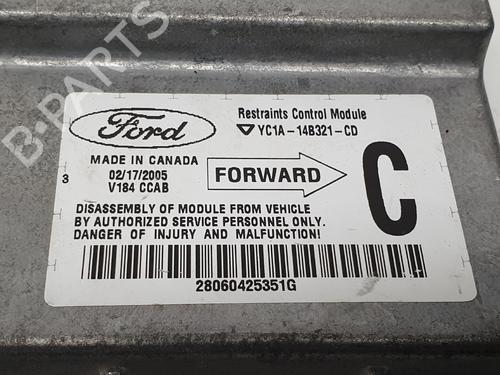 Ford
Restraints Control Module
YC1A-14B321-CD
MADE IN CANADA
3
02/17/2005
V184 CCAB
FORWARD
C
DISASSEMBLY OF MODULE FROM VEHICLE
BY AUTHORIZED SERVICE PERSONNEL ONLY.
DANGER OF INJURY AND MALFUNCTION!
28060425351G
B-PARTS